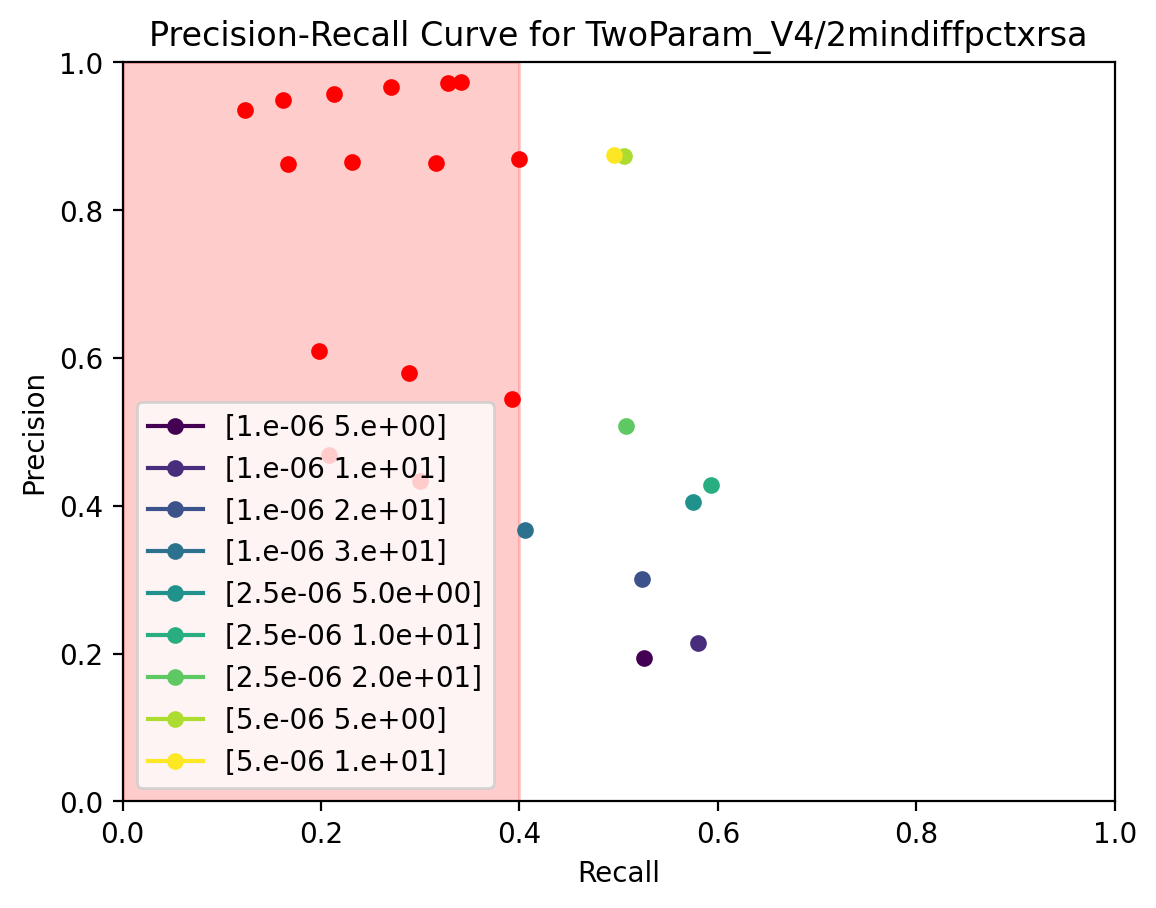 Precision-Recall Curve for TwoParam_V4/2mindiffpctxrsa
1.0
0.8
0.6
0.4
0.2
0.0
Precision
[1.e-06 5.e+00]
[1.e-06 1.e+01]
[1.e-06 2.e+01]
[1.e-06 3.e+01]
[2.5e-06 5.0e+00]
[2.5e-06 1.0e+01]
[2.5e-06 2.0e+01]
[5.e-06 5.e+00]
[5.e-06 1.e+01]
0.0 0.2 0.4 0.6 0.8 1.0
Recall